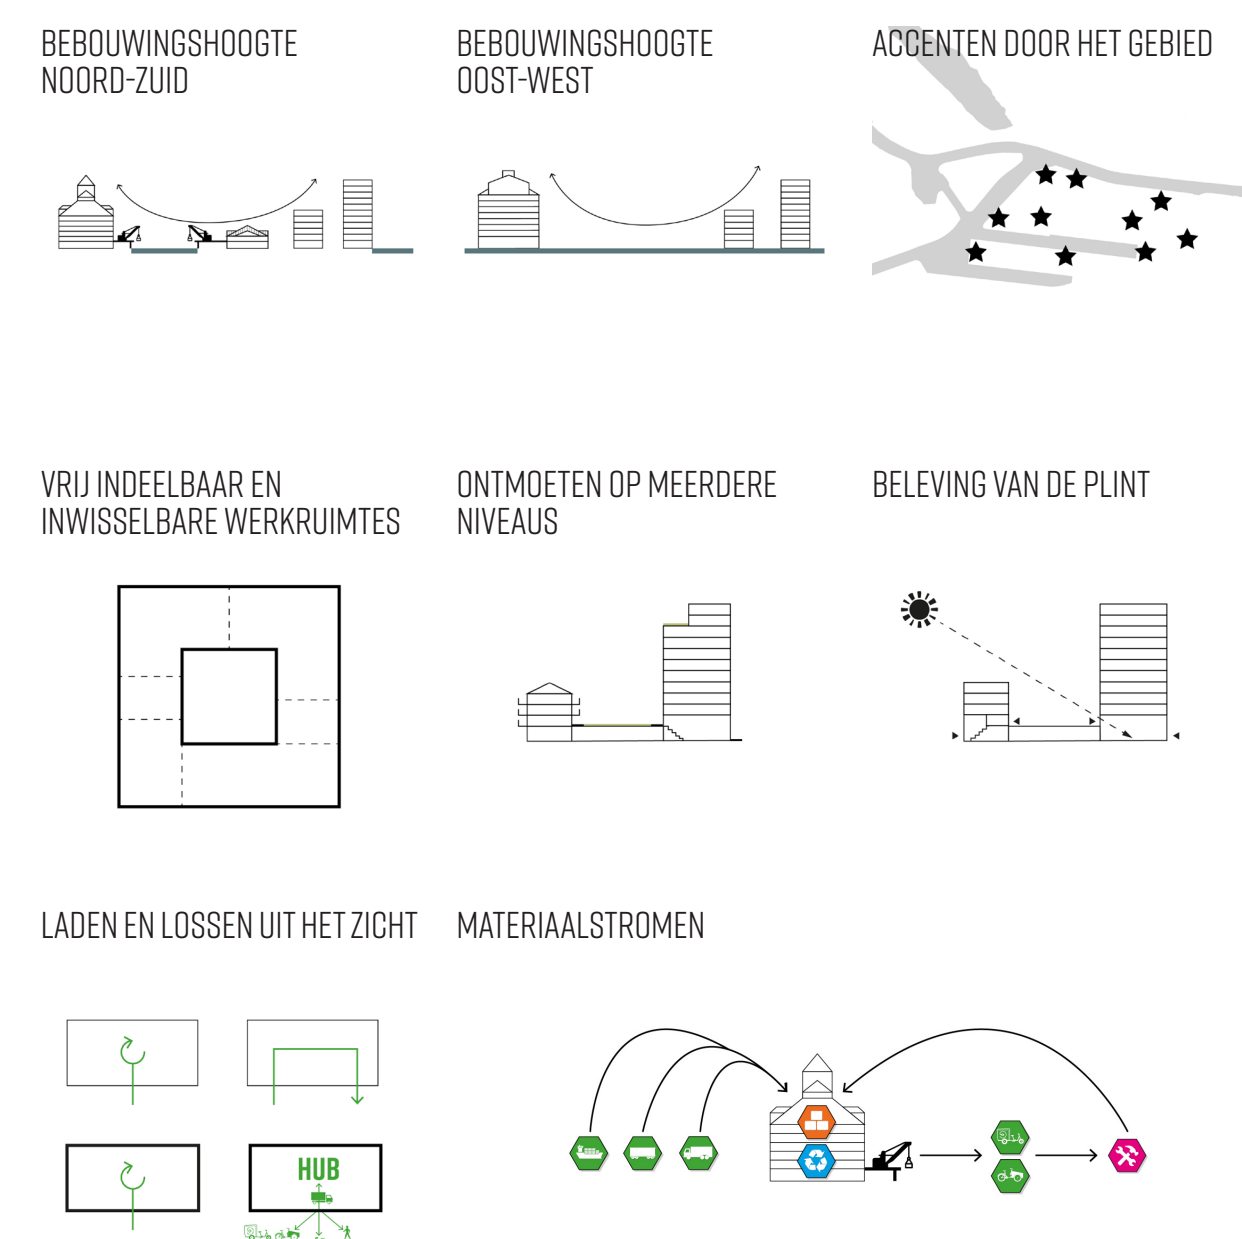 BEBOUWINGSHOOGTE
NOORD-ZUID
BEBOUWINGSHOOGTE
OOST-WEST
ACCENTEN DOOR HET GEBIED
VRIJ INDEELBAAR EN
INWISSELBARE WERKRUIMTES
ONTMOETEN OP MEERDERE
NIVEAUS
BELEVING VAN DE PLINT
LADEN EN LOSSEN UIT HET ZICHT
MATERIAALSTROMEN
HUB